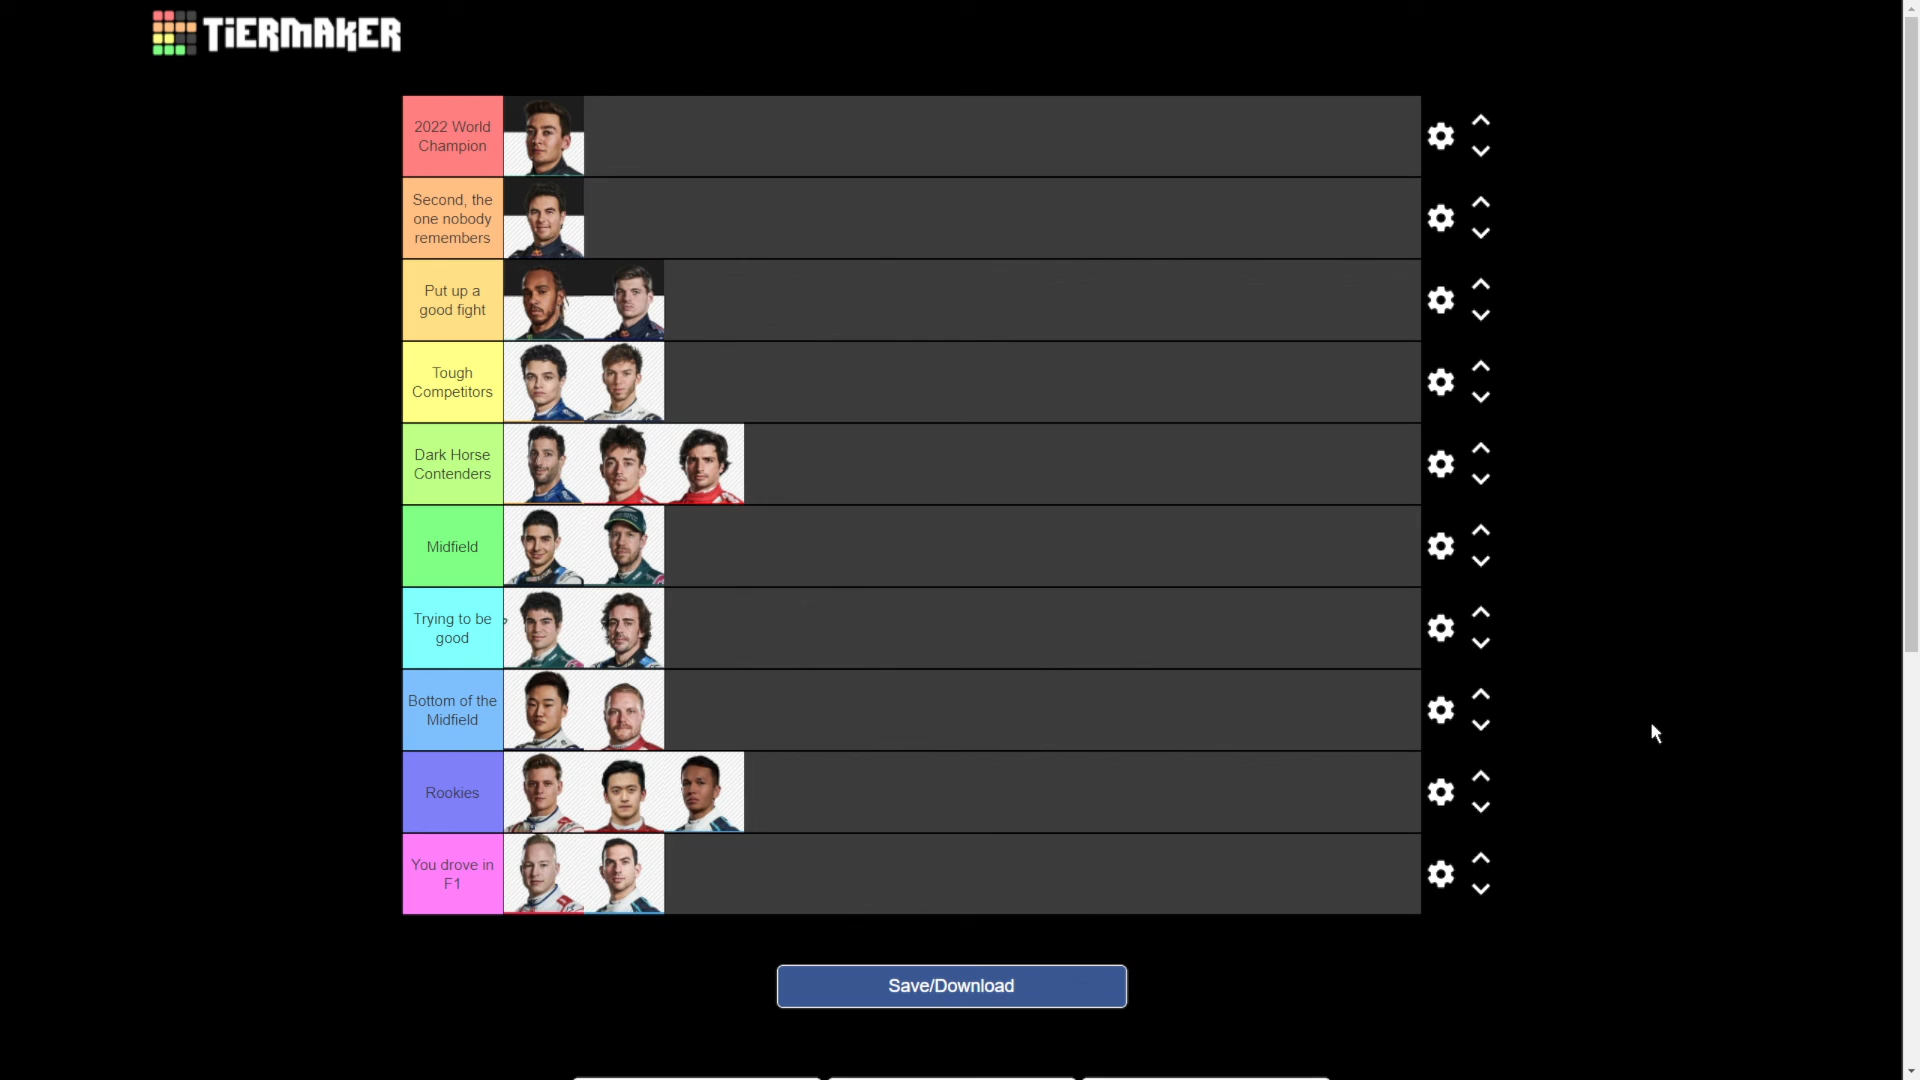 TiERMAKER
2022 World
Champion
Second, the
one nobody
remembers
Put up a
good fight
Tough
Competitors
Dark Horse
Contenders
Midfield
Trying to be
good
Bottom of the
Midfield
Rookies
You drove in
F1
Save/Download